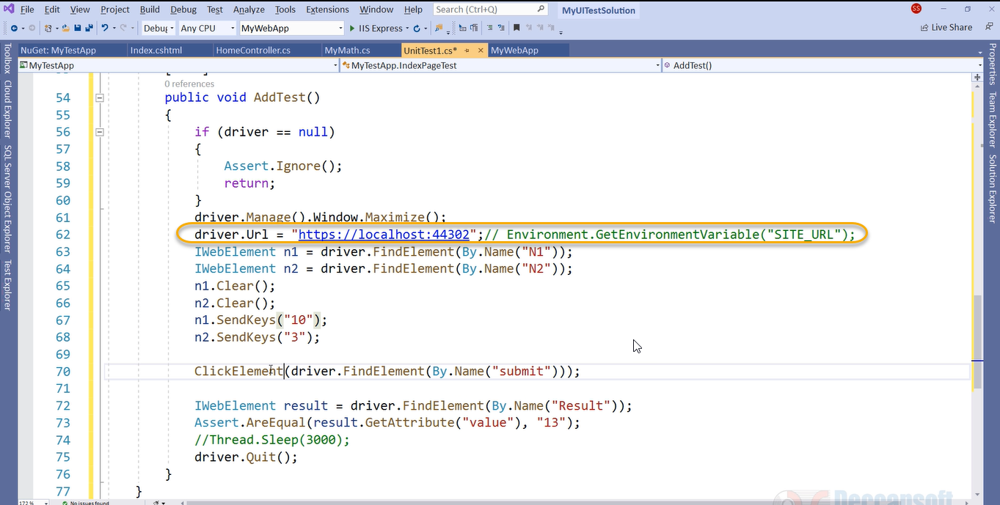 File Edit View Project Build Debug Test Analyze Tools Extensions Window Help Search (Ctrl+Q) MyUITestSolution SS
Debug Any CPU MyWebApp IIS Express Live Share
NuGet: MyTestApp Index.cshtml HomeController.cs MyMath.cs UnitTest1.cs* MyWebApp
MyTestApp MyTestApp.IndexPageTest AddTest()
Toolbox
Cloud Explorer
SQL Server Object Explorer
Test Explorer
0 references
54 public void AddTest()
55 {
56 if (driver == null)
57 {
58 Assert.Ignore();
59 return;
60 }
61 driver.Manage().Window.Maximize();
62 driver.Url = "https://localhost:44302";// Environment.GetEnvironmentVariable("SITE_URL");
63 IWebElement n1 = driver.FindElement(By.Name("N1"));
64 IWebElement n2 = driver.FindElement(By.Name("N2"));
65 n1.Clear();
66 n2.Clear();
67 n1.SendKeys("10");
68 n2.SendKeys("3");
69
70 ClickElement(driver.FindElement(By.Name("submit")));
71
72 IWebElement result = driver.FindElement(By.Name("Result"));
73 Assert.AreEqual(result.GetAttribute("value"), "13");
74 //Thread.Sleep(3000);
75 driver.Quit();
76 }
77 }
Properties
Team Explorer
Solution Explorer
172 % No issues found
Deccansoft